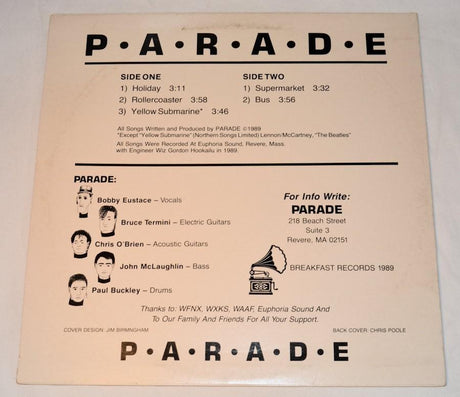 P•A•R•A•D•E
SIDE ONE
1) Holiday 3:11
2) Rollercoaster 3:58
3) Yellow Submarine* 3:46
SIDE TWO
1) Supermarket 3:32
2) Bus 3:56
All Songs Written and Produced by PARADE ©1989
*Except "Yellow Submarine" (Northern Songs Limited) Lennon/McCartney, "The Beatles"
All Songs Were Recorded At Euphoria Sound, Revere, Mass.
with Engineer Wiz Gordon Hookailu in 1989.
PARADE:
Bobby Eustace – Vocals
Bruce Termini – Electric Guitars
Chris O'Brien – Acoustic Guitars
John McLaughlin – Bass
Paul Buckley – Drums
For Info Write:
PARADE
218 Beach Street
Suite 3
Revere, MA 02151
BREAKFAST RECORDS 1989
Thanks to: WFNX, WXKS, WAAF, Euphoria Sound And
To Our Family And Friends For All Your Support.
COVER DESIGN: JIM BIRMINGHAM
BACK COVER: CHRIS POOLE
P•A•R•A•D•E